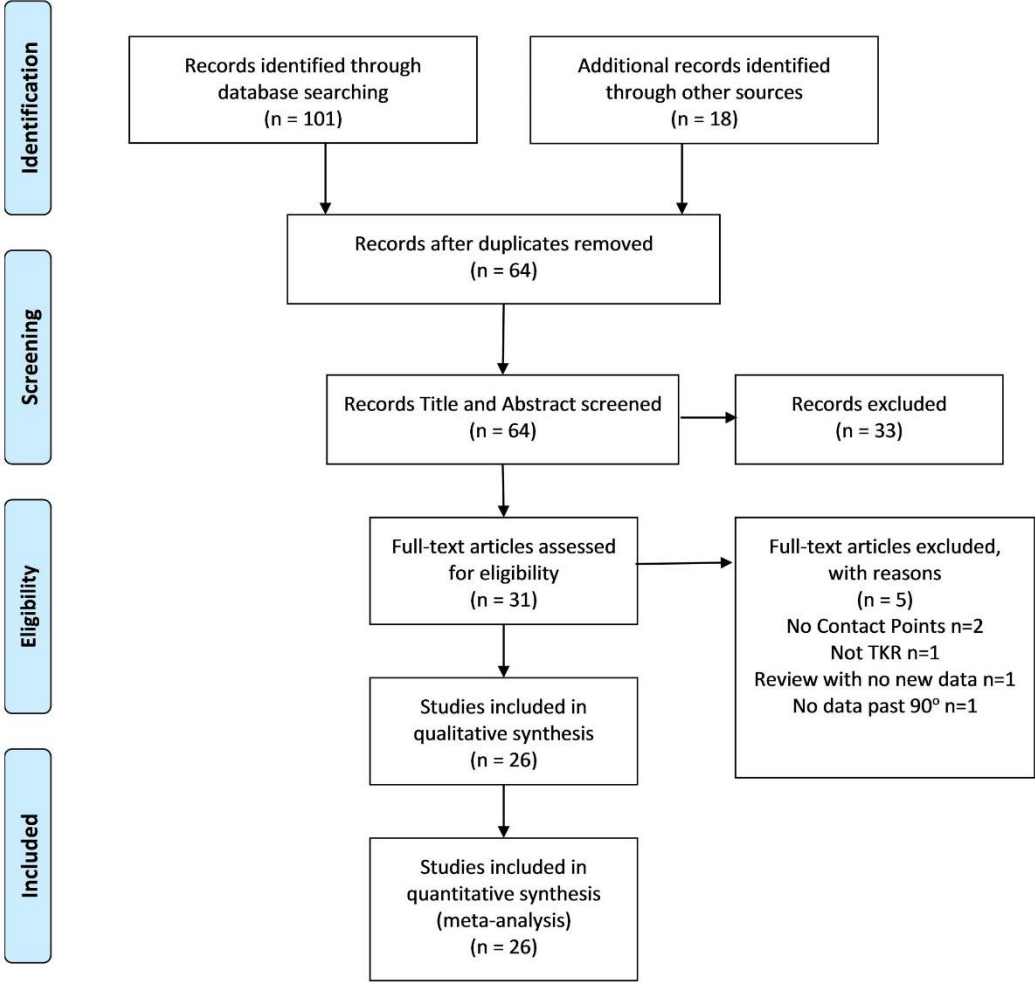 Identification
Records identified through
database searching
(n = 101)
Additional records identified
through other sources
(n = 18)
Records after duplicates removed
(n = 64)
Screening
Records Title and Abstract screened
(n = 64)
Records excluded
(n = 33)
Eligibility
Full-text articles assessed
for eligibility
(n = 31)
Full-text articles excluded,
with reasons
(n = 5)
No Contact Points n=2
Not TKR n=1
Review with no new data n=1
No data past 90° n=1
Studies included in
qualitative synthesis
(n = 26)
Included
Studies included in
quantitative synthesis
(meta-analysis)
(n = 26)